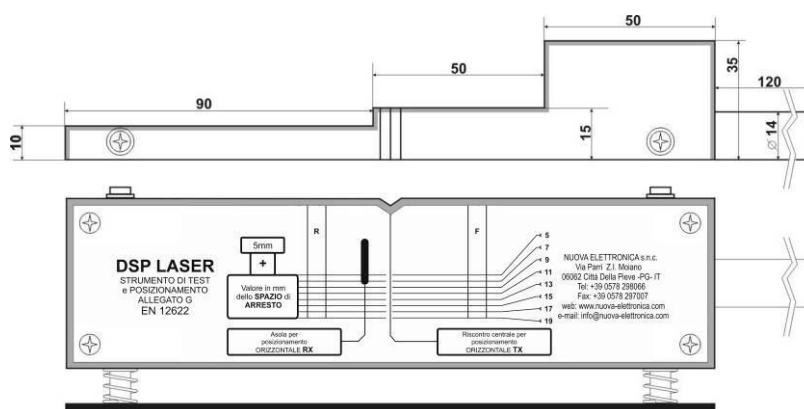 50
50
35
120
90
10
15
Ø 14
R
F
5
7
9
11
13
15
17
19
5mm
+
Valore in mm
dello SPAZIO di
ARRESTO
DSP LASER
STRUMENTO DI TEST
e POSIZIONAMENTO
ALLEGATO G
EN 12622
NUOVA ELETTRONICA s.n.c.
Via Parri Z.I. Moiano
06062 Città Della Pieve -PG- IT
Tel: +39 0578 298066
Fax: +39 0578 297007
web: www.nuova-elettronica.com
e-mail: info@nuova-elettronica.com
Asola per
posizionamento
ORIZZONTALE RX
Riscontro centrale per
posizionamento
ORIZZONTALE TX